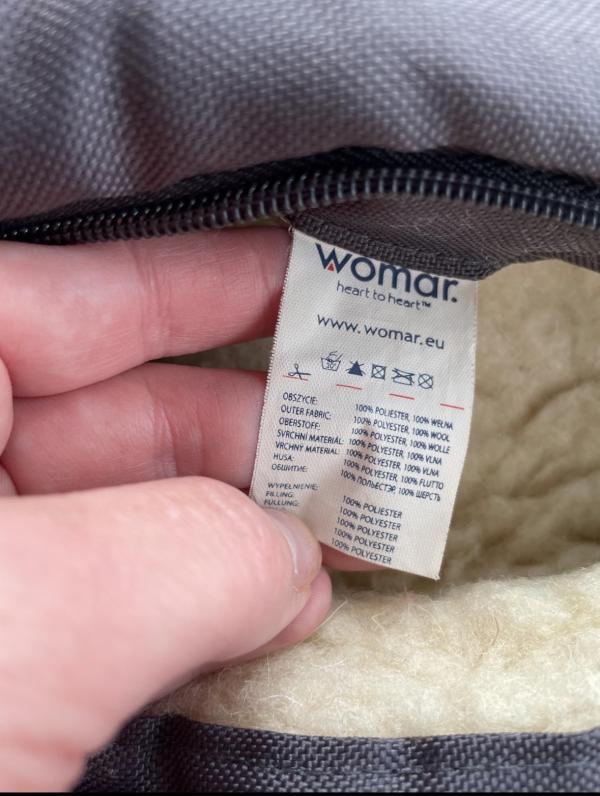 womar.
heart to heart™
www.womar.eu
OBSZYCIE: 100% POLIESTER, 100% WEŁNA
OUTER FABRIC: 100% POLYESTER, 100% WOOL
OBERSTOFF: 100% POLYESTER, 100% WOLLE
SVRCHNÍ MATERIÁL: 100% POLYESTER, 100% VLNA
VRCHNÝ MATERIAL: 100% POLYESTER, 100% VLNA
HUSA: 100% POLYESTER, 100% FLUTTO
ОБШИТИЕ: 100% ПОЛЬЕСТЭР, 100% ШЕРСТЬ
WYPEŁNIENIE: 100% POLIESTER
FILLING: 100% POLYESTER
FÜLLUNG: 100% POLYESTER
100% POLYESTER
100% POLYESTER